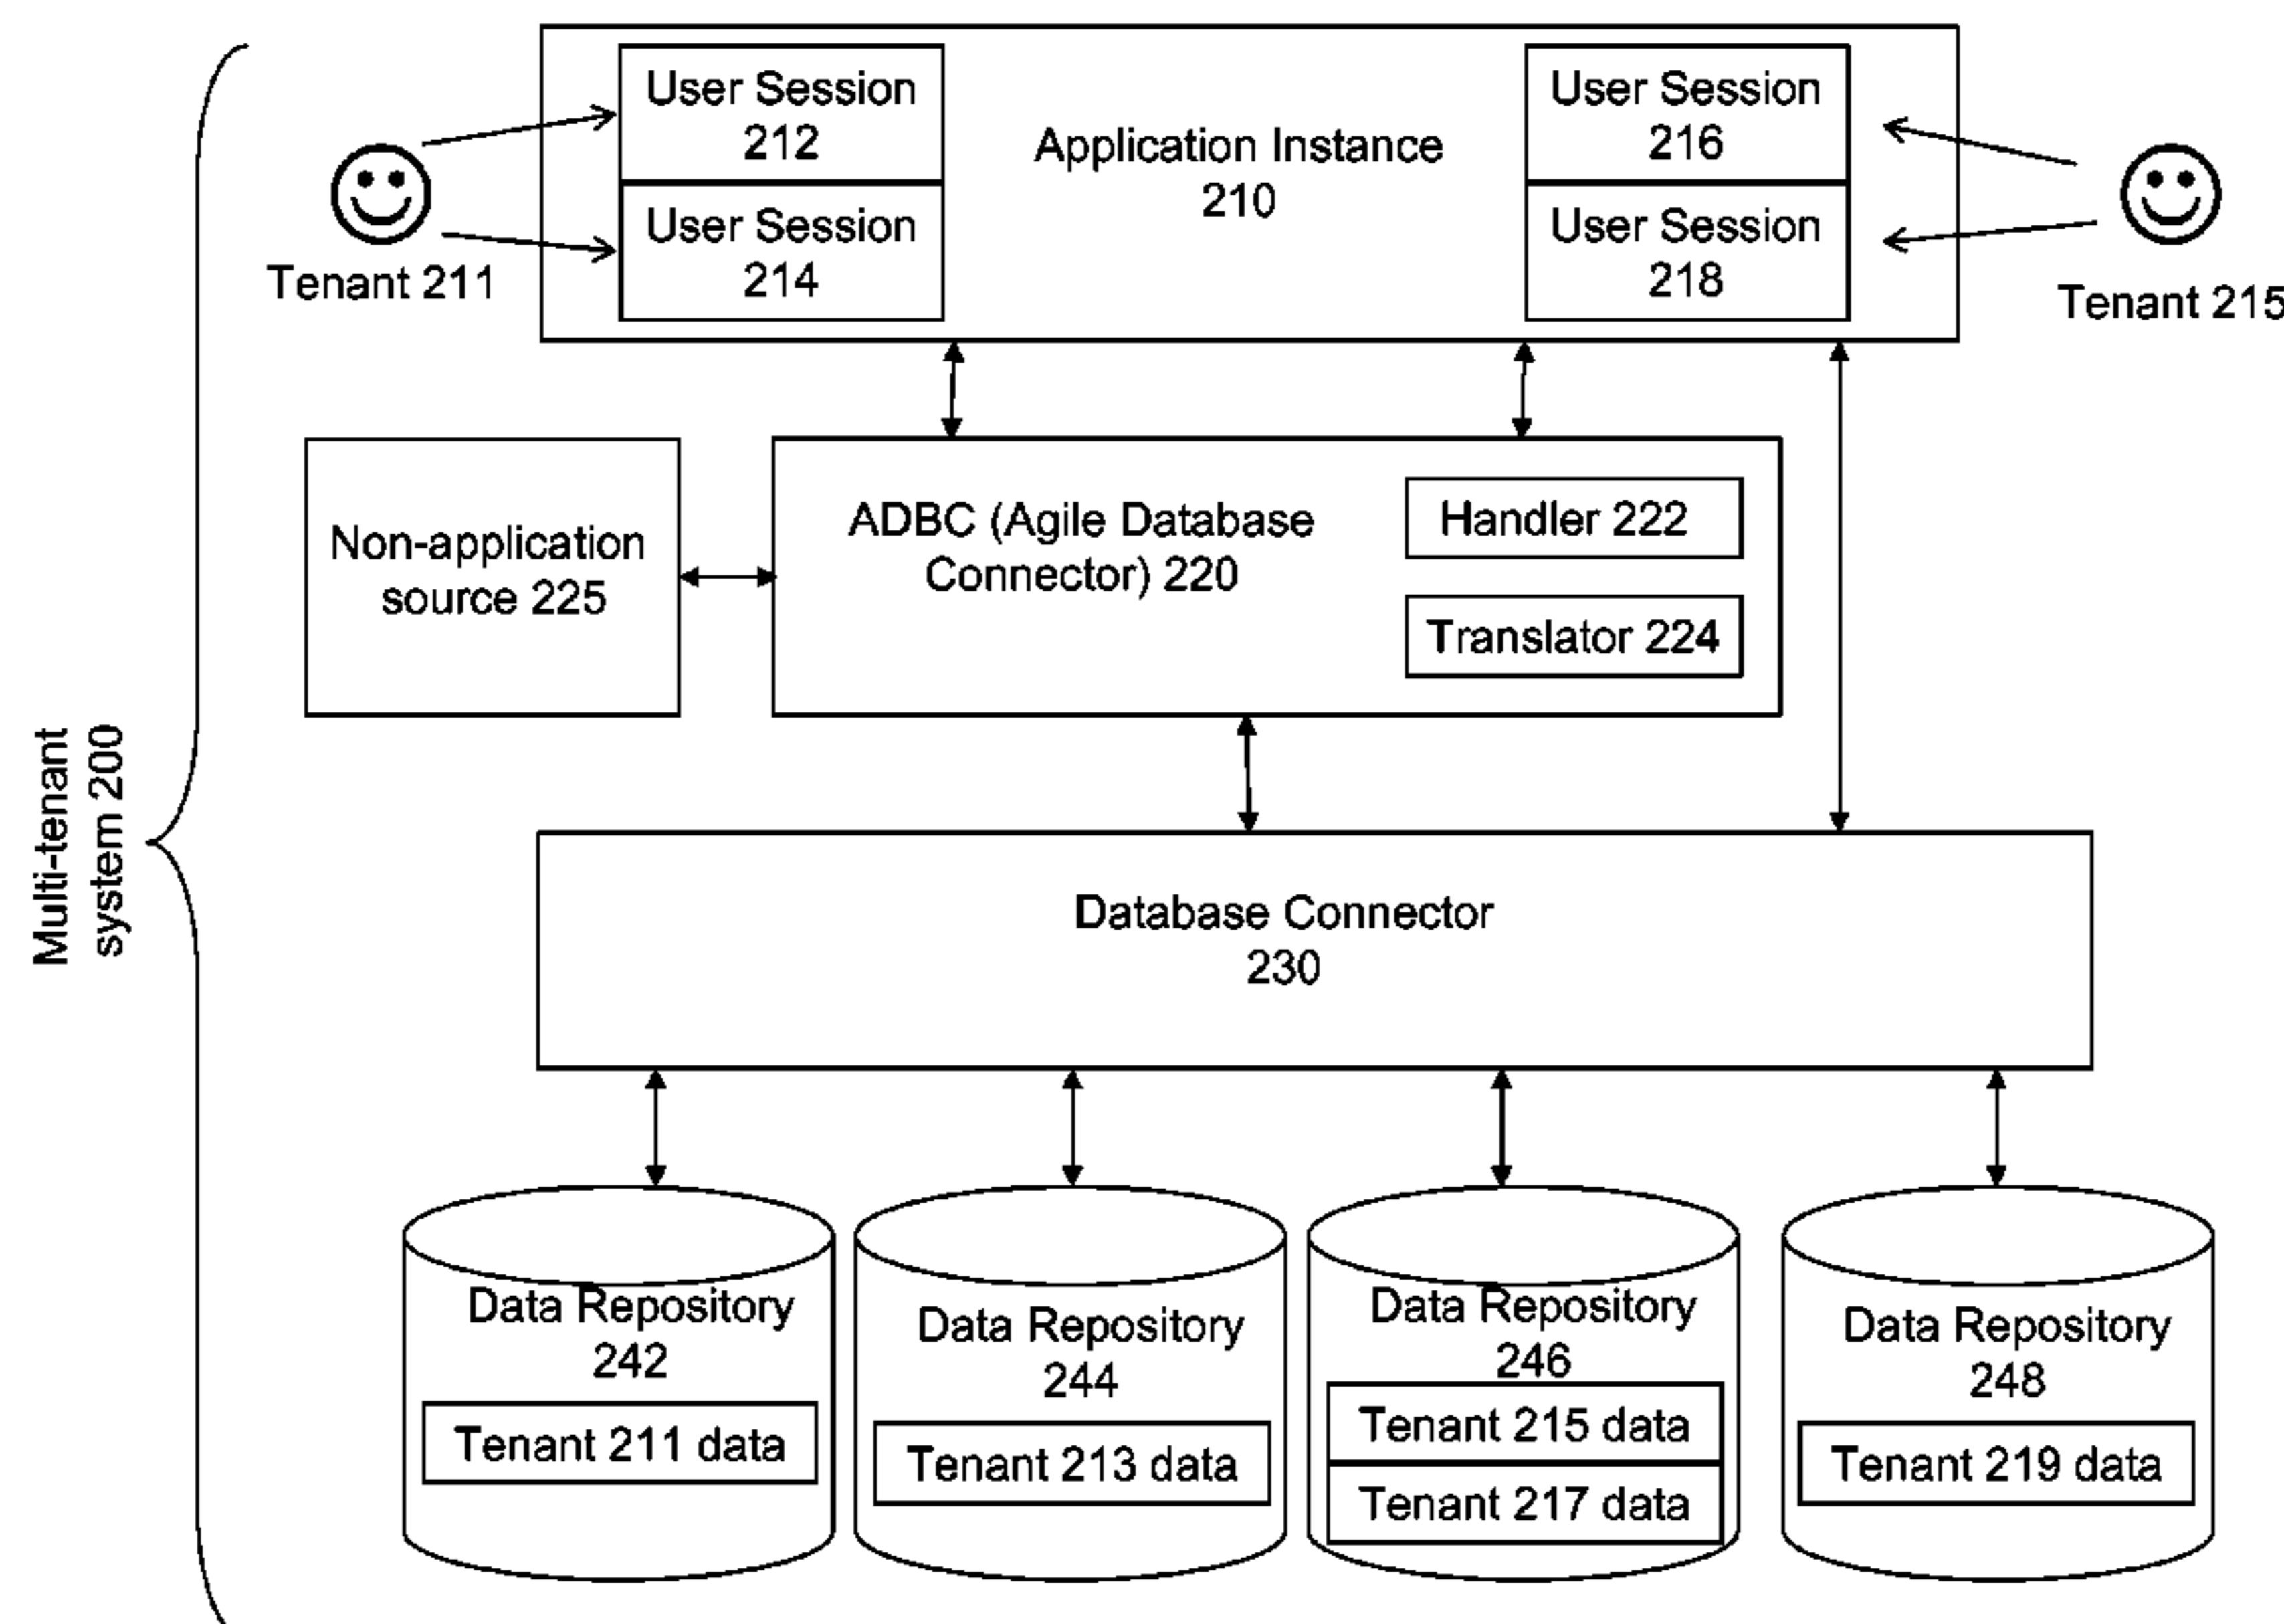 User Session
212
User Session
214
Application Instance
210
User Session
216
User Session
218
Tenant 211
Tenant 215
Non-application
source 225
ADBC (Agile Database
Connector) 220
Handler 222
Translator 224
Multi-tenant
system 200
Database Connector
230
Data Repository
242
Tenant 211 data
Data Repository
244
Tenant 213 data
Data Repository
246
Tenant 215 data
Tenant 217 data
Data Repository
248
Tenant 219 data